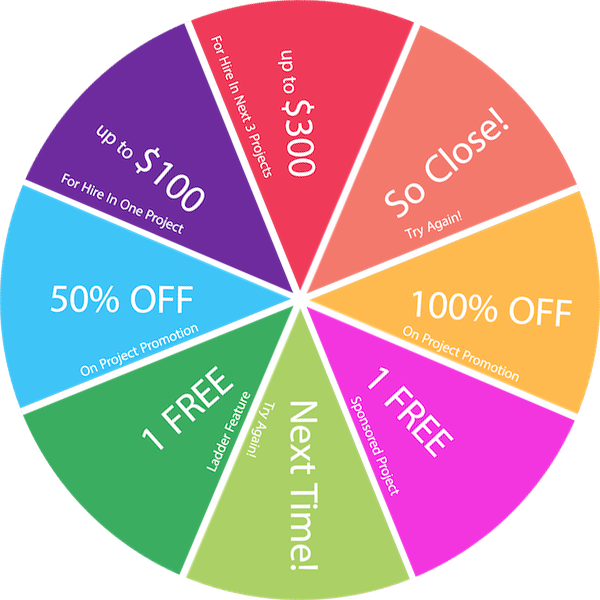 up to $300
For Hire In Next 3 Projects
So Close!
Try Again!
100% OFF
On Project Promotion
1 FREE
Sponsored Project
Next Time!
Try Again!
1 FREE
Ladder Feature
50% OFF
On Project Promotion
up to $100
For Hire In One Project